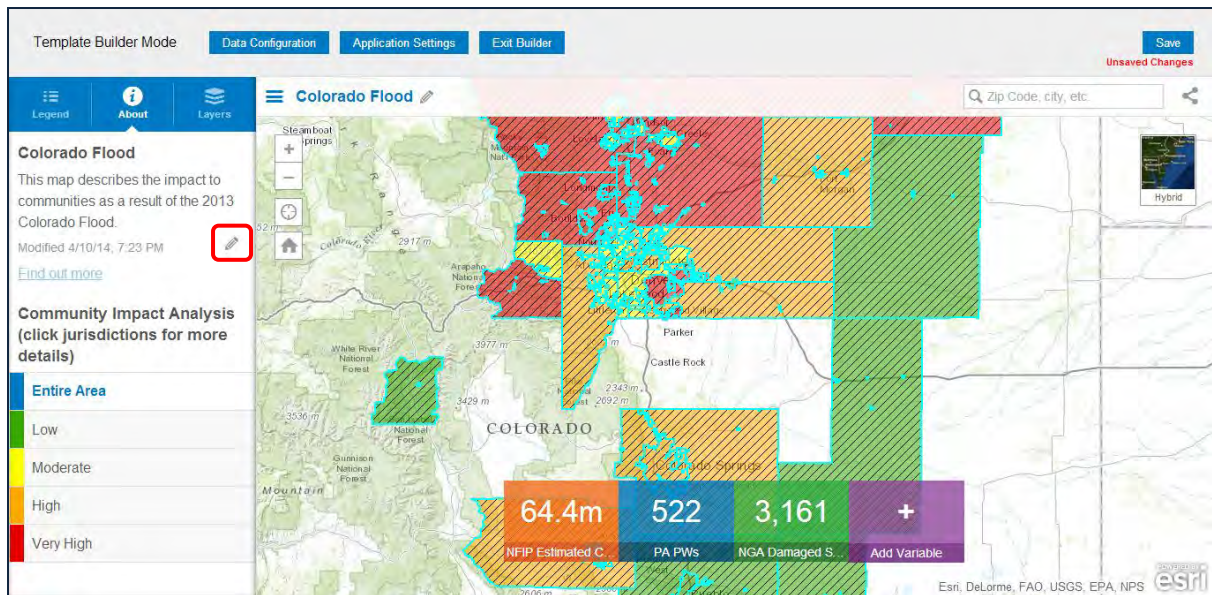 Template Builder Mode
Data Configuration
Application Settings
Exit Builder
Save
Unsaved Changes
Legend
About
Layers
Colorado Flood
Zip Code, city, etc.
Colorado Flood
This map describes the impact to
communities as a result of the 2013
Colorado Flood.
Modified 4/10/14, 7:23 PM
Find out more
Community Impact Analysis
(click jurisdictions for more
details)
Entire Area
Low
Moderate
High
Very High
Steamboat
Springs
Hybrid
Colorado River
2917 m
Arapaho
National
Forest
Parker
Castle Rock
White River
National
Forest
3977 m
3429 m
2343 m
2692 m
3536 m
National
Forest
COLORADO
Gunnison
National
Forest
Colorado Springs
Mountain
64.4m
522
3,161
+
NFIP Estimated C...
PA PWs
NGA Damaged S...
Add Variable
2606 m
Esri, DeLorme, FAO, USGS, EPA, NPS
esri